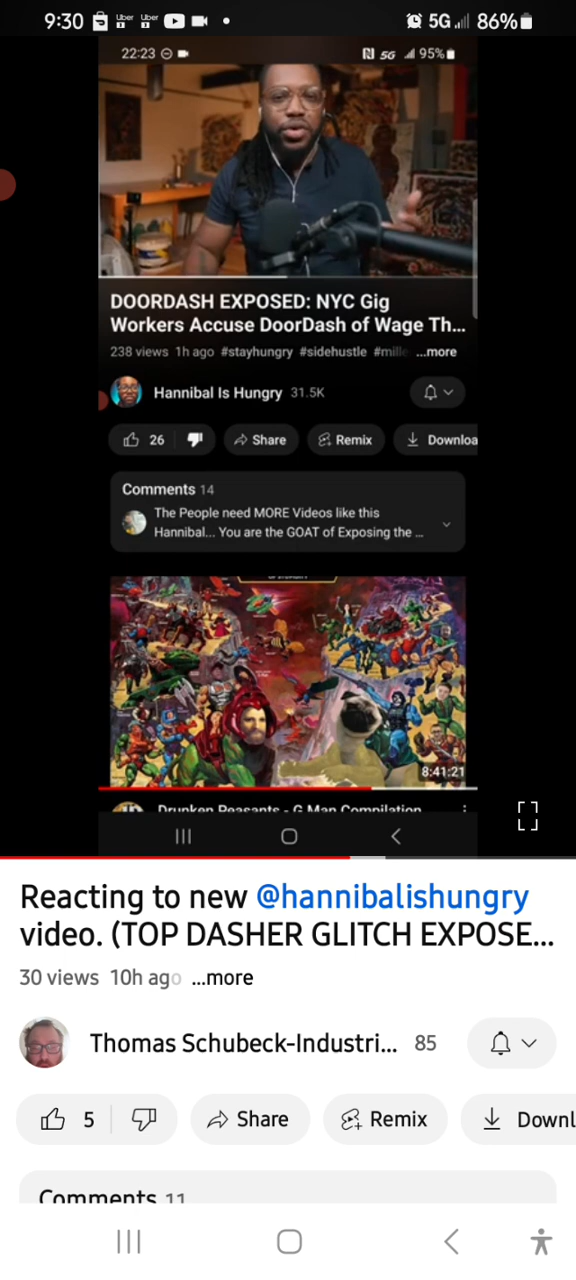 9:30 Uber Uber 5G 86%
22:23 5G 95%
DOORDASH EXPOSED: NYC Gig
Workers Accuse DoorDash of Wage Th...
238 views 1h ago #stayhungry #sidehustle #mille ...more
Hannibal Is Hungry 31.5K
26 Share Remix Downloa
Comments 14
The People need MORE Videos like this
Hannibal... You are the GOAT of Exposing the ...
8:41:21
Drunken Peasants - G Man Compilation
Reacting to new @hannibalishungry
video. (TOP DASHER GLITCH EXPOSE...
30 views 10h ago ...more
Thomas Schubeck-Industri... 85
5 Share Remix Downl
Comments 11